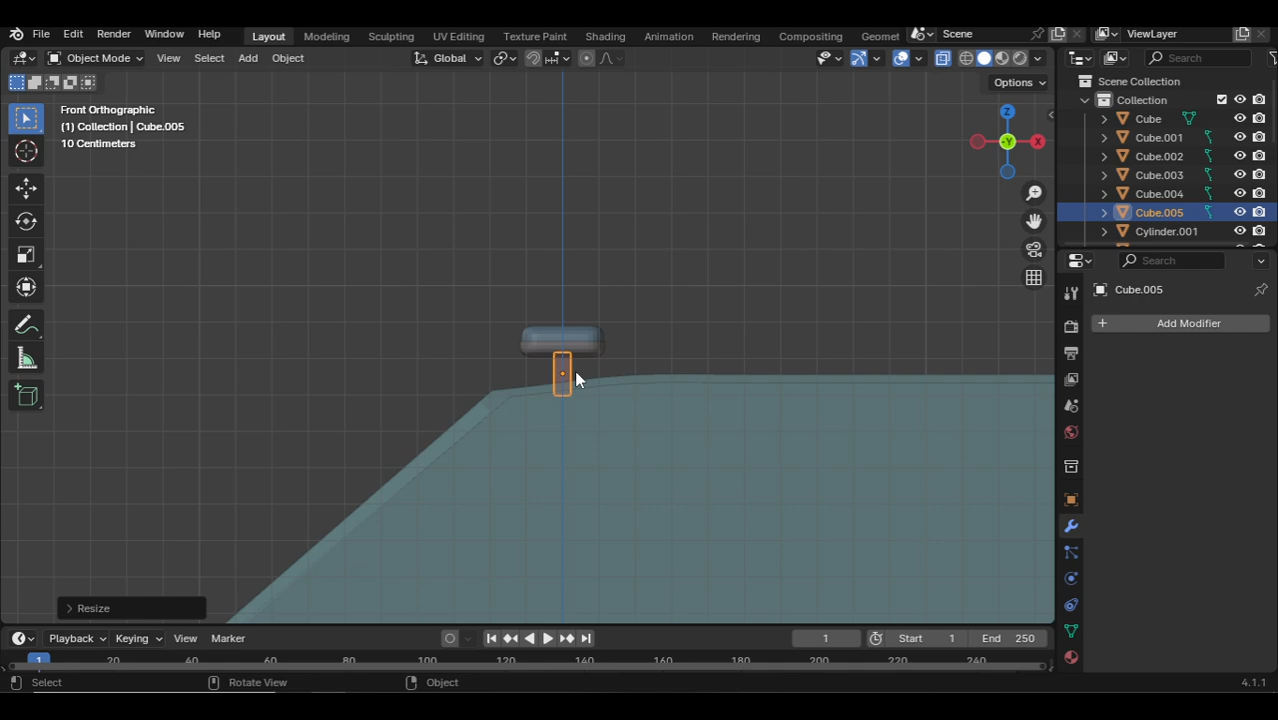 File Edit Render Window Help Layout Modeling Sculpting UV Editing Texture Paint Shading Animation Rendering Compositing Geomet Scene ViewLayer
Object Mode View Select Add Object Global Search
Options
Front Orthographic
(1) Collection | Cube.005
10 Centimeters
Z
X
Y
Scene Collection
Collection
Cube
Cube.001
Cube.002
Cube.003
Cube.004
Cube.005
Cylinder.001
Search
Cube.005
+ Add Modifier
> Resize
Playback Keying View Marker 1 Start 1 End 250
1 20 40 60 80 100 120 140 160 180 200 220 240
Select Rotate View Object 4.1.1